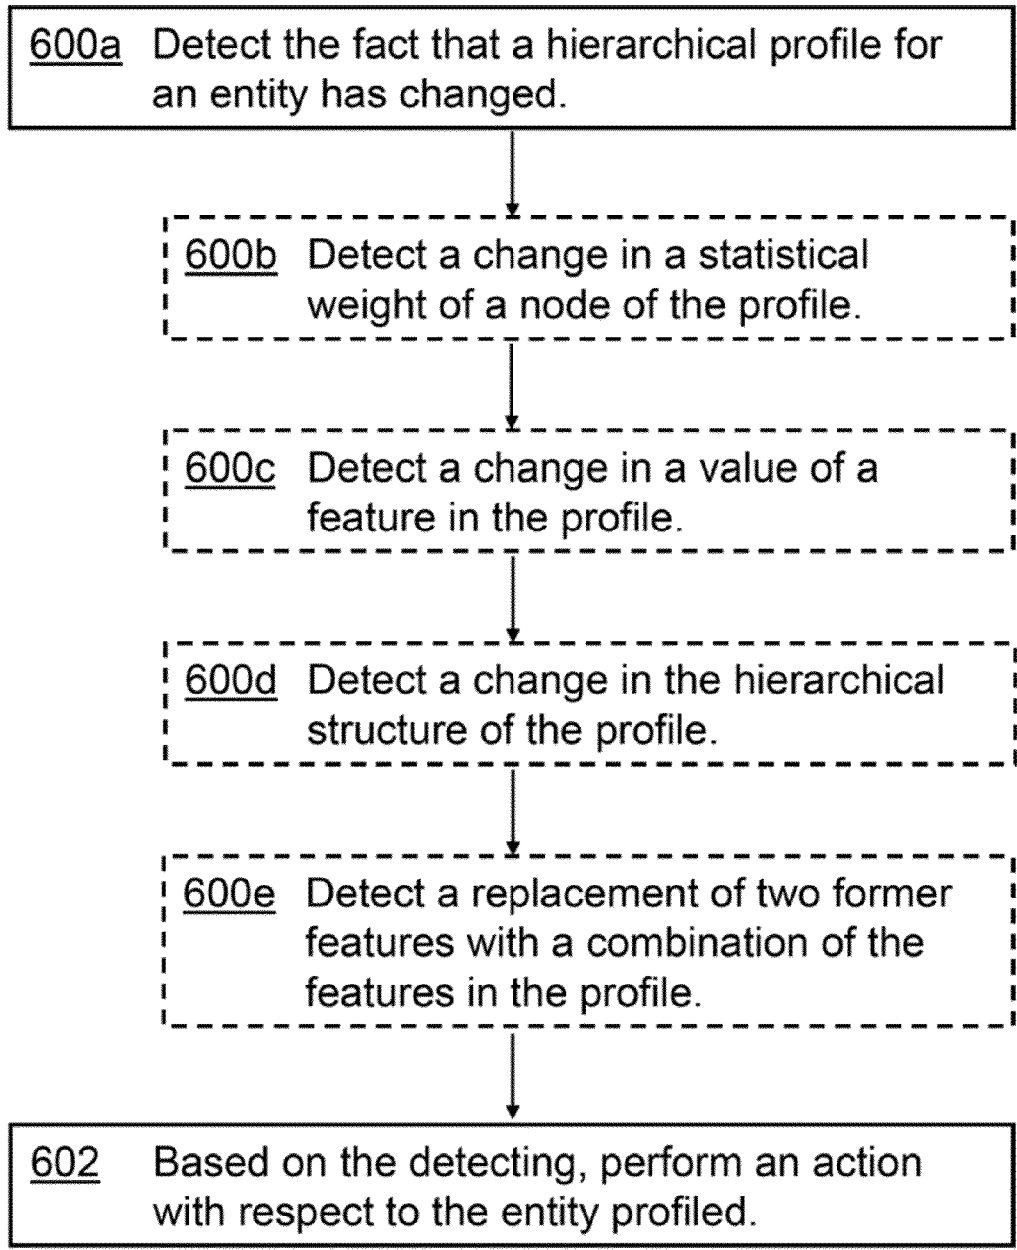 600a Detect the fact that a hierarchical profile for
an entity has changed.
600b Detect a change in a statistical
weight of a node of the profile.
600c Detect a change in a value of a
feature in the profile.
600d Detect a change in the hierarchical
structure of the profile.
600e Detect a replacement of two former
features with a combination of the
features in the profile.
602 Based on the detecting, perform an action
with respect to the entity profiled.